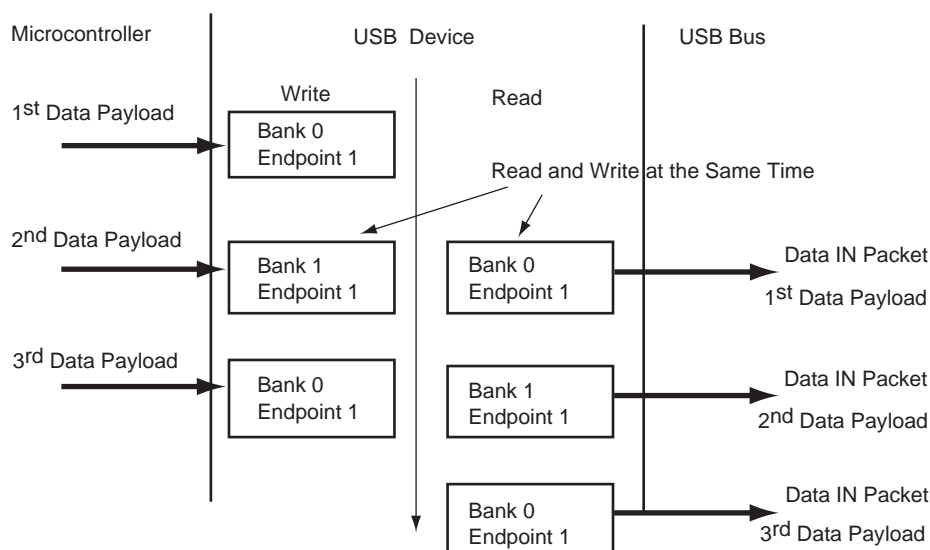 Microcontroller
USB Device
USB Bus
Write
Read
1st Data Payload
Bank 0
Endpoint 1
Read and Write at the Same Time
2nd Data Payload
Bank 1
Endpoint 1
Bank 0
Endpoint 1
Data IN Packet
1st Data Payload
3rd Data Payload
Bank 0
Endpoint 1
Bank 1
Endpoint 1
Data IN Packet
2nd Data Payload
Bank 0
Endpoint 1
Data IN Packet
3rd Data Payload